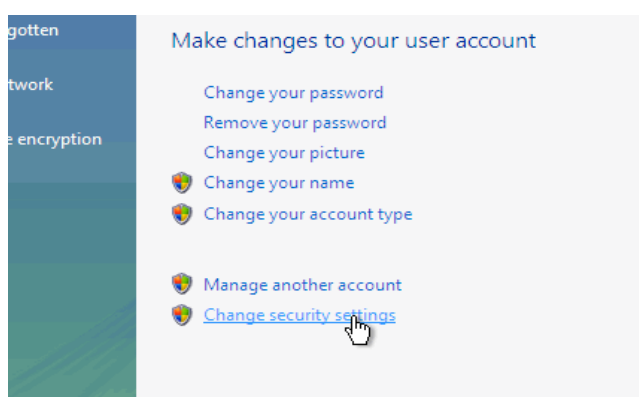 gotten
twork
e encryption
Make changes to your user account
Change your password
Remove your password
Change your picture
Change your name
Change your account type
Manage another account
Change security settings